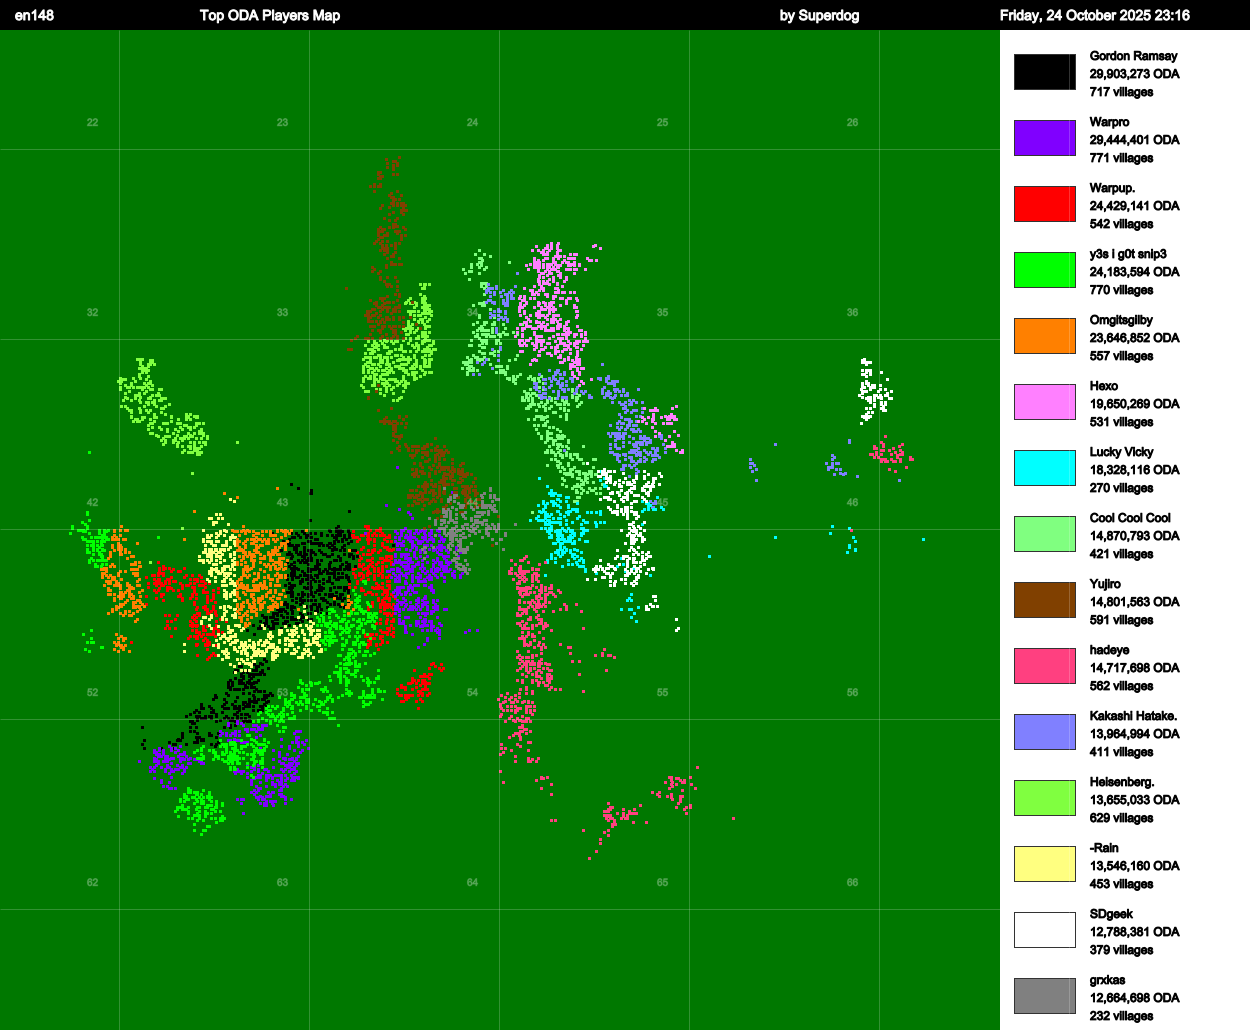 en148 Top ODA Players Map by Superdog Friday, 24 October 2025 23:16
Gordon Ramsay
29,903,273 ODA
717 villages
22 23 24 25 26
Warpro
29,444,401 ODA
771 villages
Warpup.
24,429,141 ODA
542 villages
y3s I g0t snip3
24,183,594 ODA
770 villages
32 33 34 35 36
Omgitsgilby
23,646,852 ODA
557 villages
Hexo
19,650,269 ODA
531 villages
Lucky Vicky
18,328,116 ODA
270 villages
42 43 44 45 46
Cool Cool Cool
14,870,793 ODA
421 villages
Yujiro
14,801,563 ODA
591 villages
hadeye
14,717,698 ODA
562 villages
52 53 54 55 56
Kakashi Hatake.
13,964,994 ODA
411 villages
Heisenberg.
13,655,033 ODA
629 villages
-Rain
13,546,160 ODA
453 villages
62 63 64 65 66
SDgeek
12,788,381 ODA
379 villages
grxkas
12,664,698 ODA
232 villages